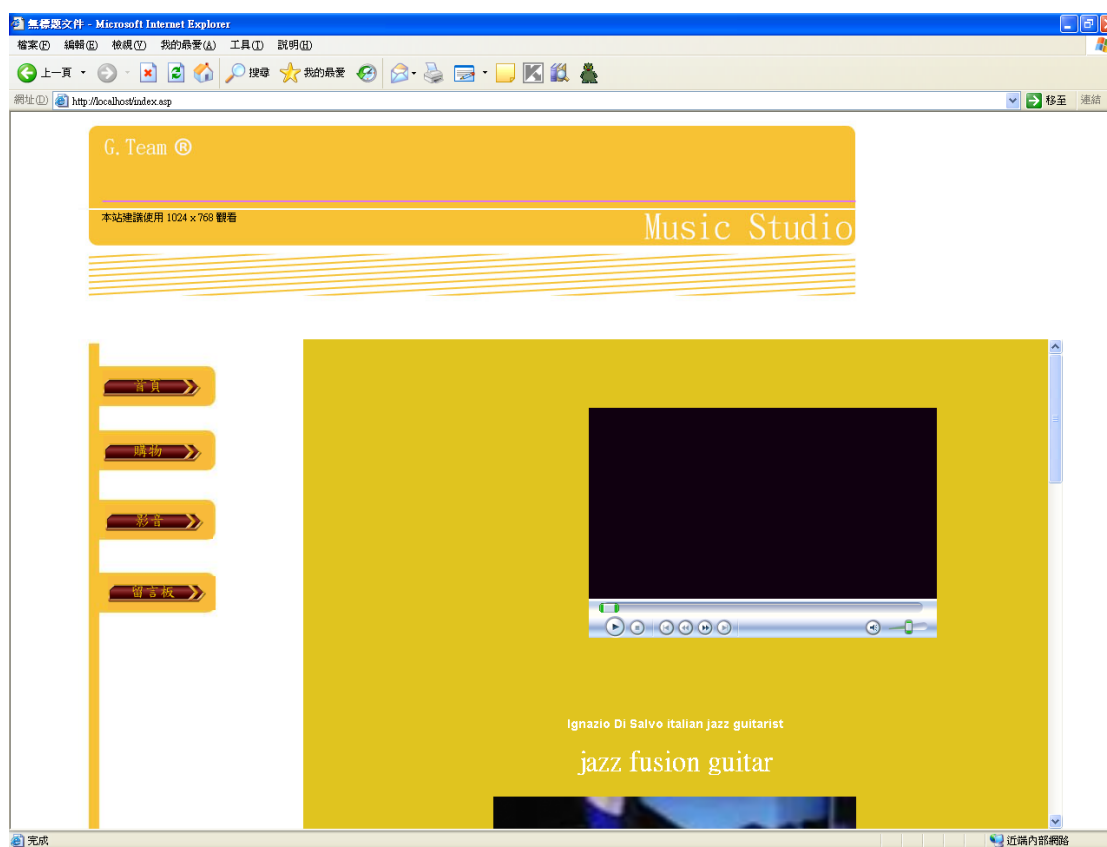 無標題文件 - Microsoft Internet Explorer
檔案(F) 編輯(E) 檢視(V) 我的最愛(A) 工具(T) 說明(H)
上一頁 搜尋 我的最愛
網址(D) http://localhost/index.asp 移至 連結
G.Team ®
本站建議使用 1024 x 768 觀看
Music Studio
首頁
購物
影音
留言板
Ignazio Di Salvo italian jazz guitarist
jazz fusion guitar
完成 近端內部網路